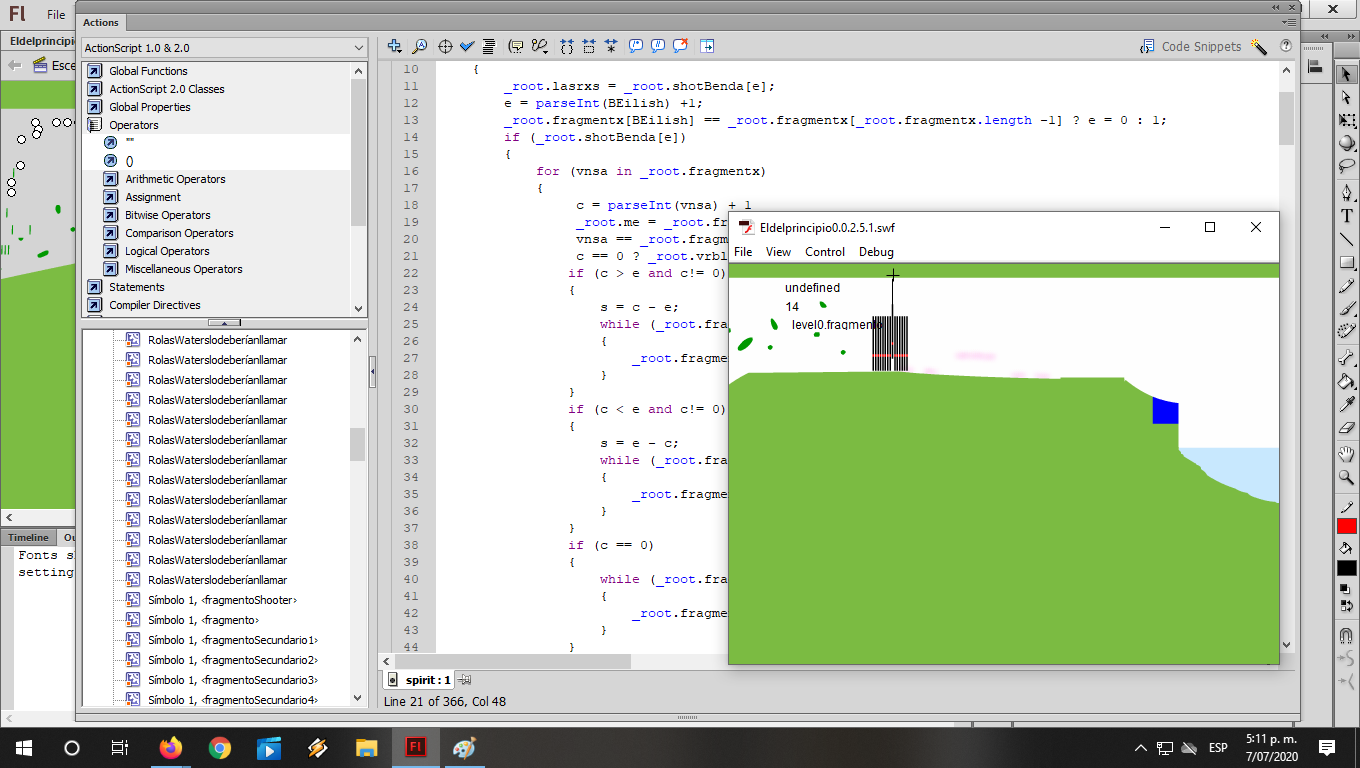 Fl File
Actions
Eldelprincipio
Esce
ActionScript 1.0 & 2.0
Global Functions
ActionScript 2.0 Classes
Global Properties
Operators
""
()
Arithmetic Operators
Assignment
Bitwise Operators
Comparison Operators
Logical Operators
Miscellaneous Operators
Statements
Compiler Directives
RolasWaterslodeberíanllamar
RolasWaterslodeberíanllamar
RolasWaterslodeberíanllamar
RolasWaterslodeberíanllamar
RolasWaterslodeberíanllamar
RolasWaterslodeberíanllamar
RolasWaterslodeberíanllamar
RolasWaterslodeberíanllamar
RolasWaterslodeberíanllamar
RolasWaterslodeberíanllamar
RolasWaterslodeberíanllamar
RolasWaterslodeberíanllamar
RolasWaterslodeberíanllamar
Símbolo 1, <fragmentoShooter>
Símbolo 1, <fragmento>
Símbolo 1, <fragmentoSecundario1>
Símbolo 1, <fragmentoSecundario2>
Símbolo 1, <fragmentoSecundario3>
Símbolo 1, <fragmentoSecundario4>
Timeline Ou
Fonts s
setting
Code Snippets
10 {
11 _root.lasrxs = _root.shotBenda[e];
12 e = parseInt(BEilish) +1;
13 _root.fragmentx[BEilish] == _root.fragmentx[_root.fragmentx.length -1] ? e = 0 : 1;
14 if (_root.shotBenda[e])
15 {
16 for (vnsa in _root.fragmentx)
17 {
18 c = parseInt(vnsa) + 1
19 _root.me = _root.fr
20 vnsa == _root.fragm
21 c == 0 ? _root.vrbl
22 if (c > e and c!= 0)
23 {
24 s = c - e;
25 while (_root.fra
26 {
27 _root.fragme
28 }
29 }
30 if (c < e and c!= 0)
31 {
32 s = e - c;
33 while (_root.fra
34 {
35 _root.fragme
36 }
37 }
38 if (c == 0)
39 {
40 while (_root.fra
41 {
42 _root.fragme
43 }
44 }
spirit : 1
Line 21 of 366, Col 48
Eldelprincipio0.0.2.5.1.swf
File View Control Debug
undefined
14
level0.fragmento
Fl
ESP
5:11 p. m.
7/07/2020